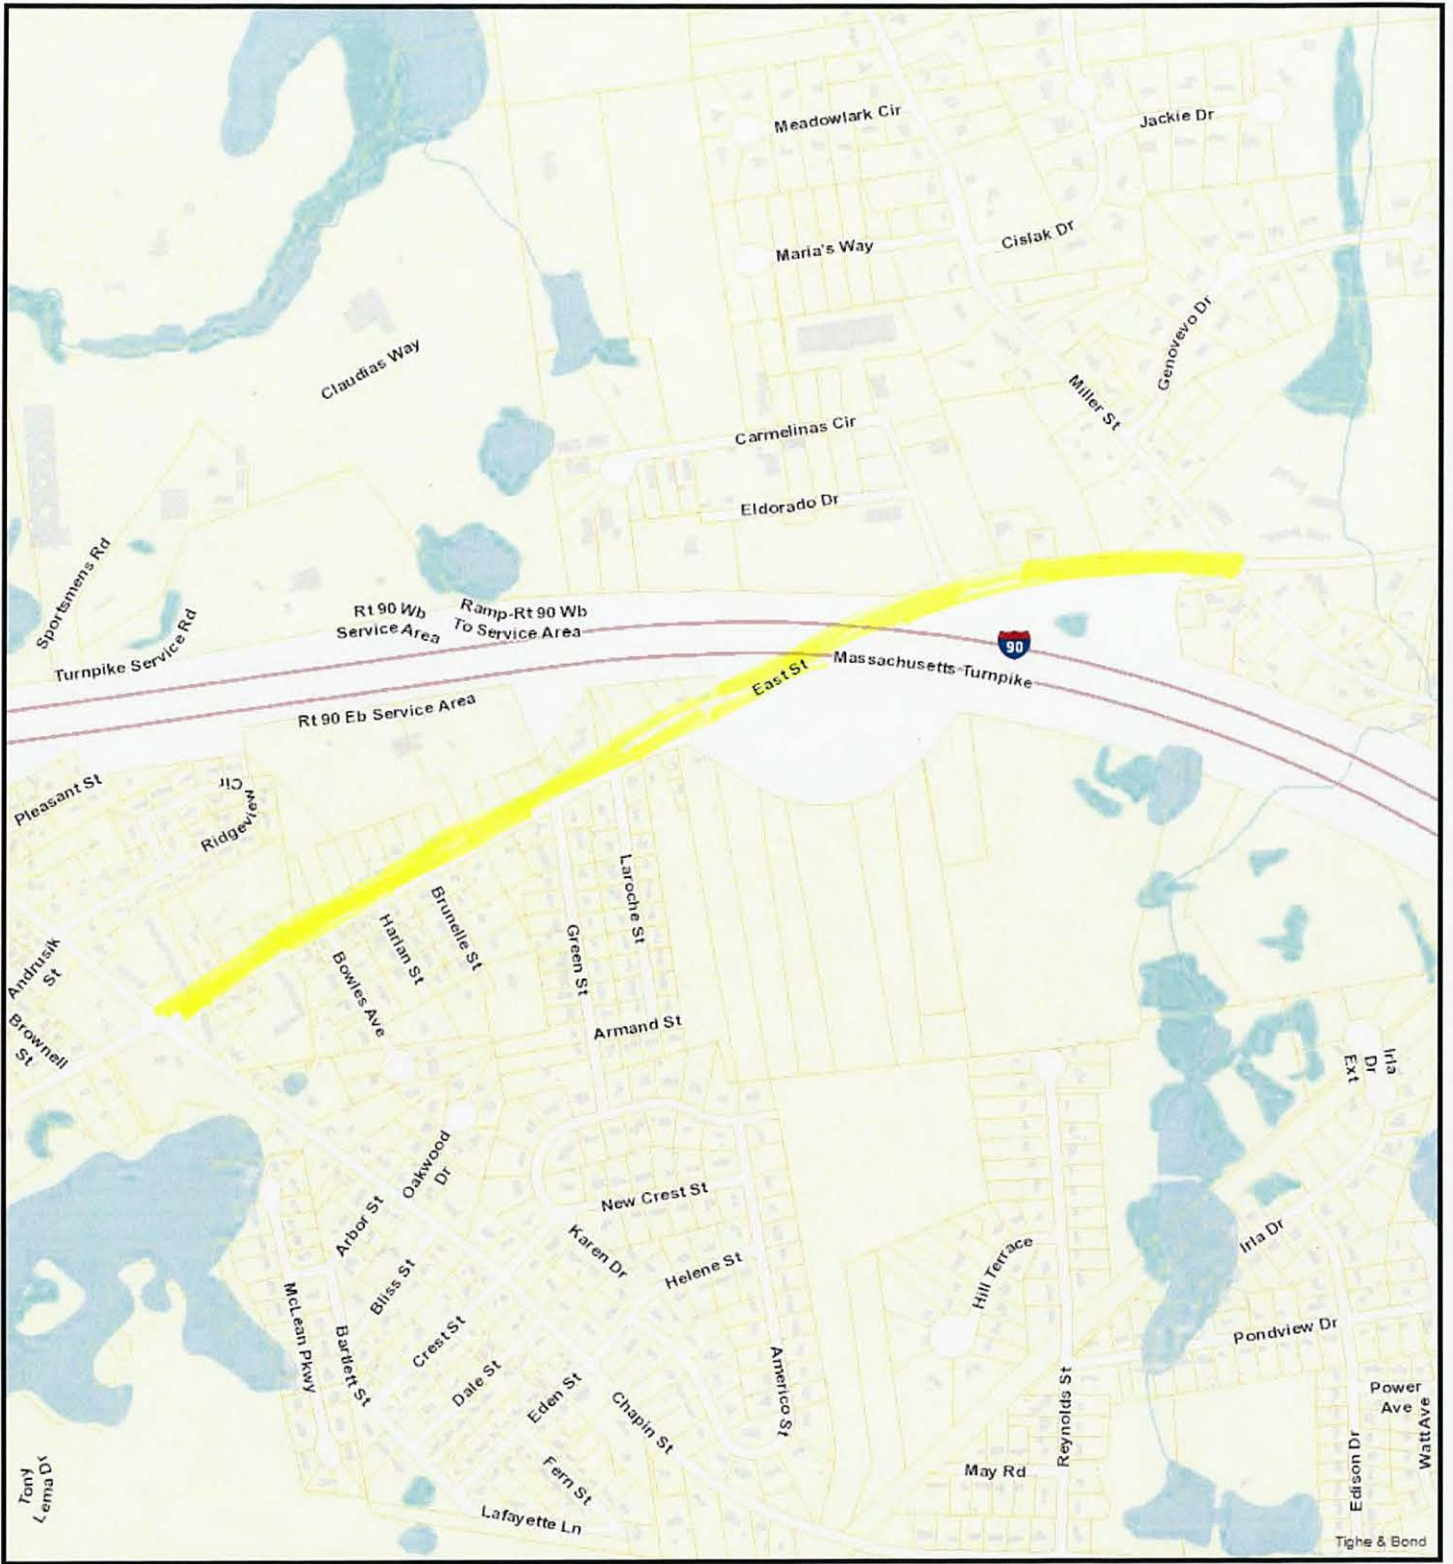 Meadowlark Cir
Jackie Dr
Maria's Way
Cislak Dr
Genovevo Dr
Claudias Way
Miller St
Carmelinas Cir
Eldorado Dr
Sportsmens Rd
Turnpike Service Rd
Rt 90 Wb
Service Area
Ramp-Rt 90 Wb
To Service Area
90
Massachusetts Turnpike
East St
Rt 90 Eb Service Area
Pleasant St
Ridgeview
Cir
Laroche St
Brunelle St
Harlan St
Green St
Bowles Ave
Andrusik
St
Brownell
St
Armand St
Irla
Dr
Ext
Oakwood
Dr
New Crest St
Arbor St
Karen Dr
Helene St
Irla Dr
Hill Terrace
Bliss St
McLean Pkwy
Bartlett St
Crest St
Pondview Dr
Dale St
Eden St
Chapin St
Americo St
Reynolds St
Power
Ave
Watt Ave
Edison Dr
May Rd
Fern St
Tony
Lema Dr
Lafayette Ln
Tighe & Bond